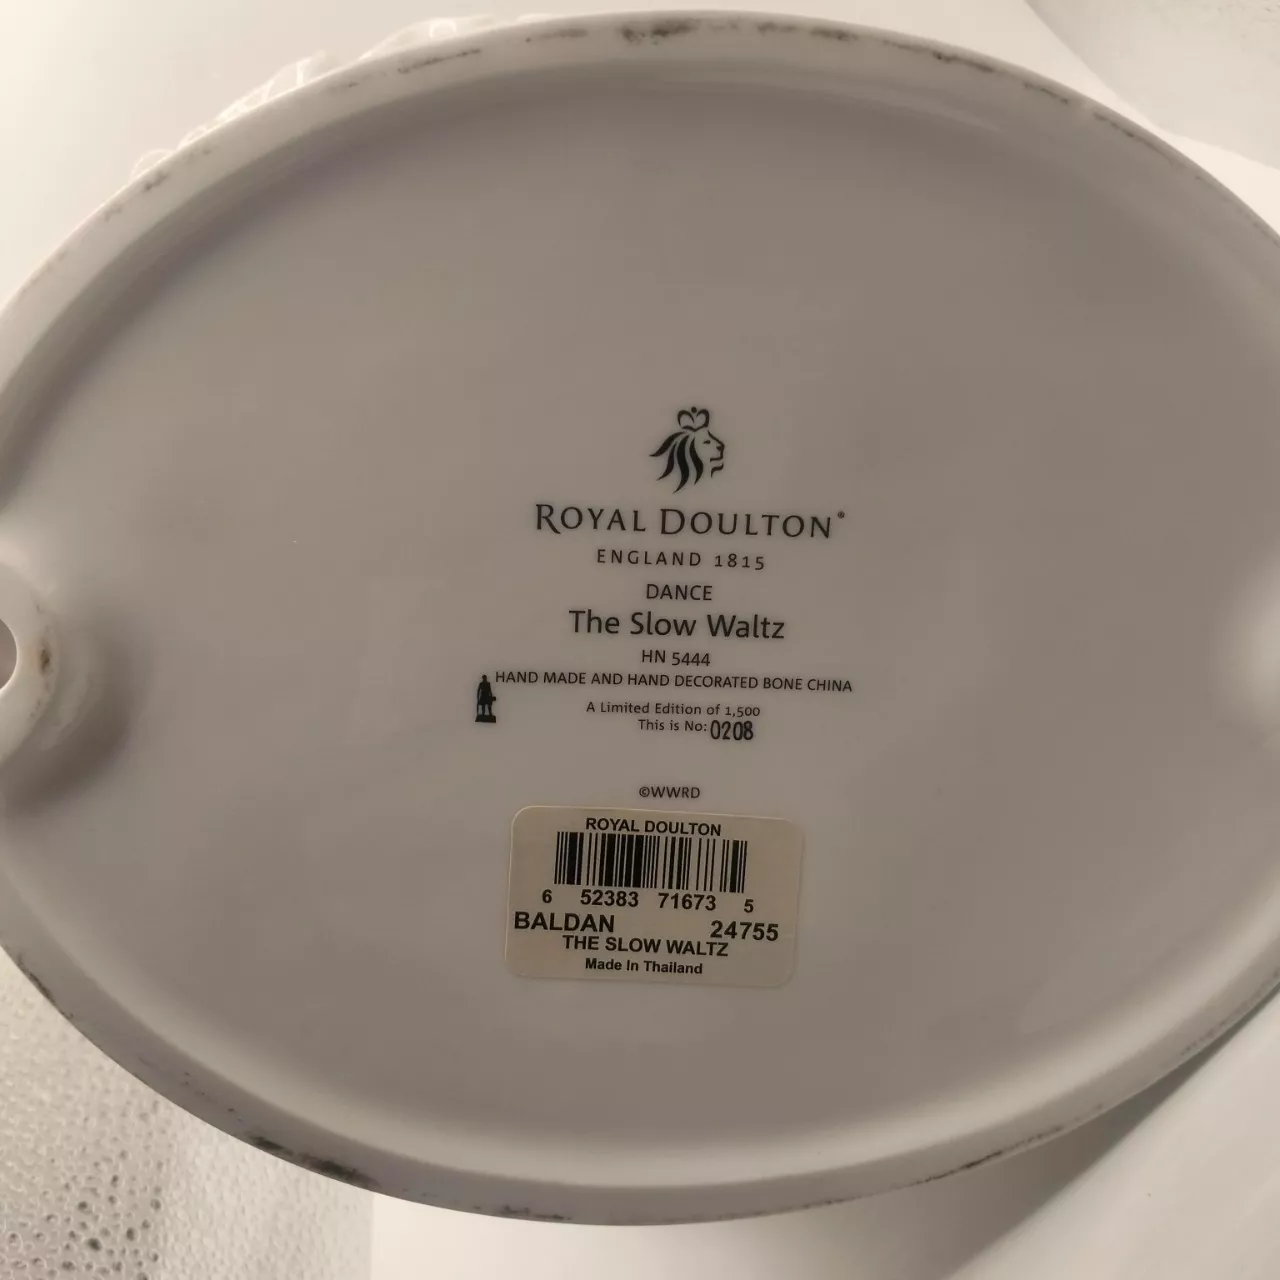 ROYAL DOULTON®
ENGLAND 1815
DANCE
The Slow Waltz
HN 5444
HAND MADE AND HAND DECORATED BONE CHINA
A Limited Edition of 1,500
This is No: 0208
©WWRD
ROYAL DOULTON
6 52383 71673 5
BALDAN 24755
THE SLOW WALTZ
Made In Thailand